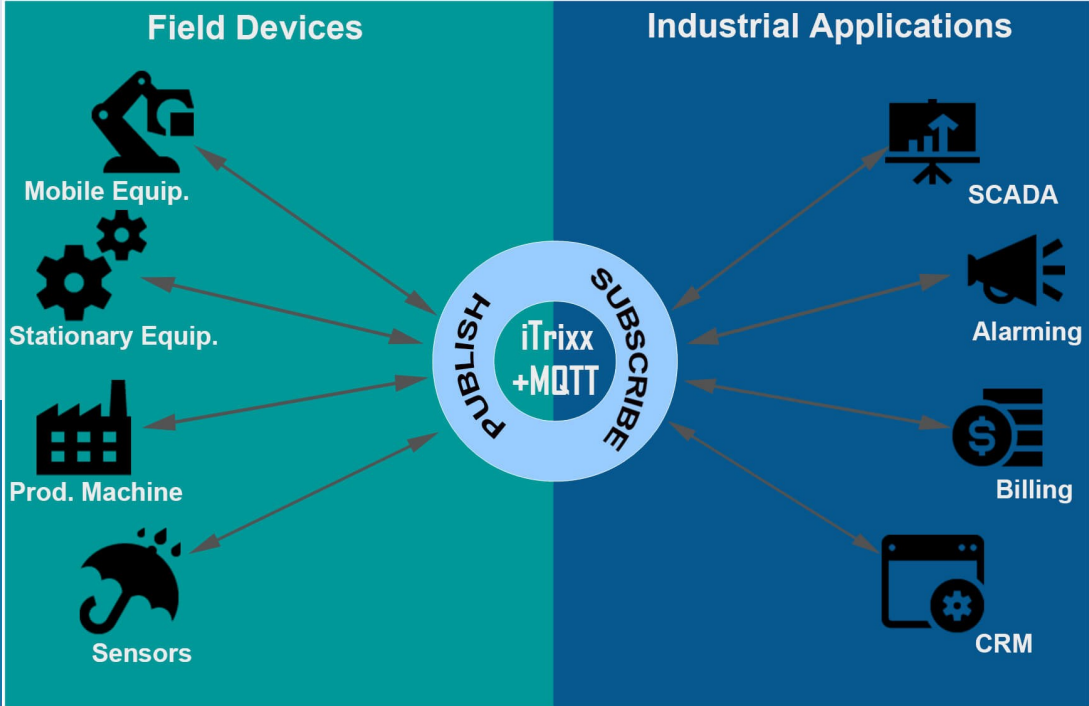 Field Devices
Industrial Applications
Mobile Equip.
Stationary Equip.
Prod. Machine
Sensors
PUBLISH
iTrixx
+MQTT
SUBSCRIBE
SCADA
Alarming
$
Billing
CRM